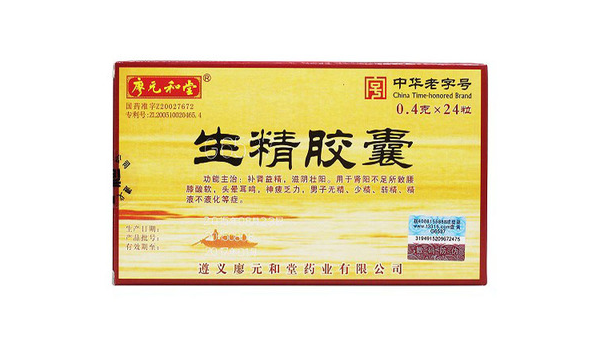 廖元和堂®
国药准字Z20027672
专利号:ZL200310020465.4
中华老字号
China Time-honored Brand
0.4克×24粒
生精胶囊
功能主治:补肾益精,滋阴壮阳。用于肾阳不足所致腰
膝酸软,头晕耳鸣,神疲乏力,男子无精、少精、弱精、精
液不液化等症。
生产日期:
产品批号:
有效期至:
3194915209672475
遵义廖元和堂药业有限公司